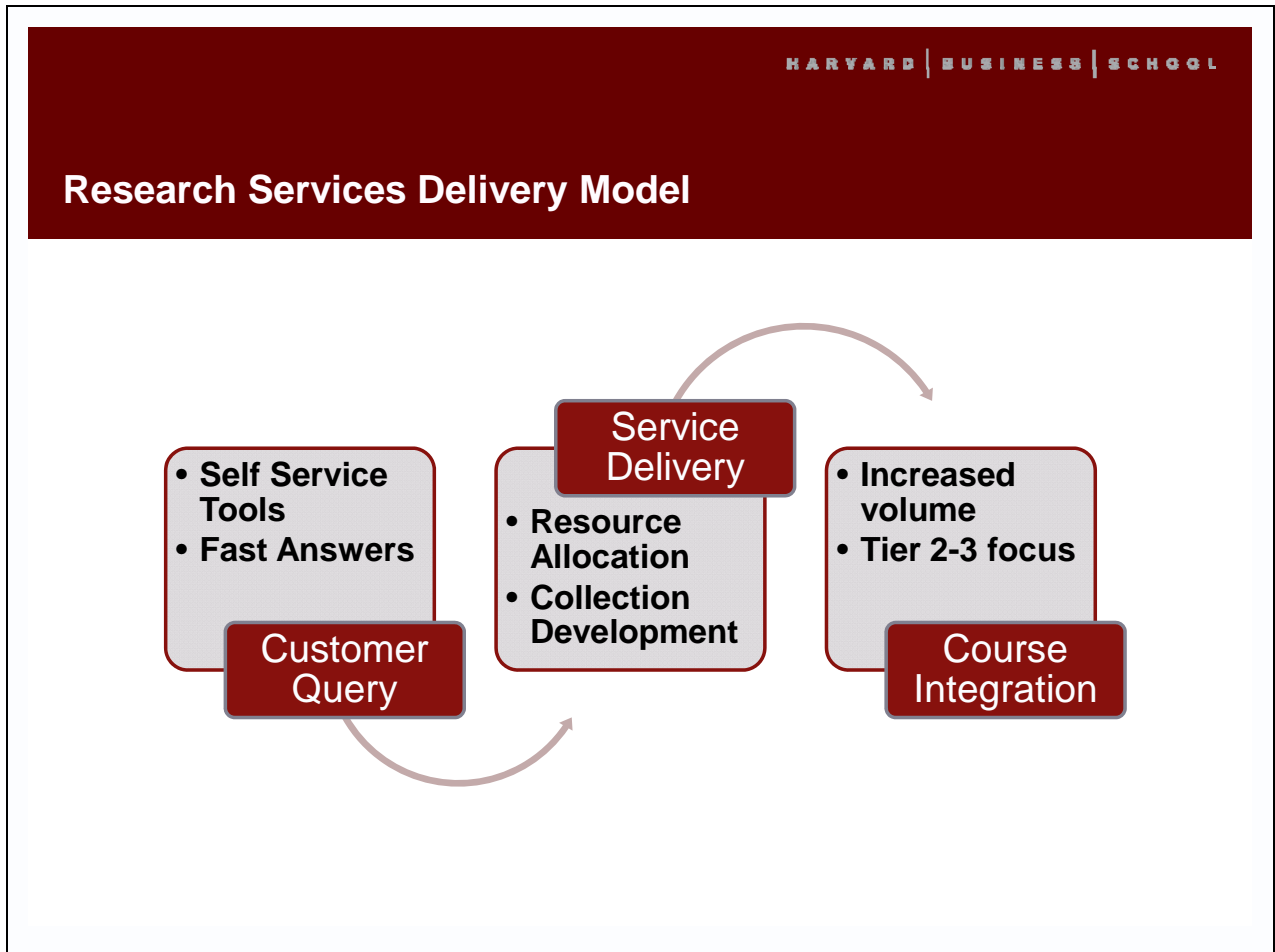 HARVARD | BUSINESS | SCHOOL
Research Services Delivery Model
• Self Service
Tools
• Fast Answers
Customer
Query
Service
Delivery
• Resource
Allocation
• Collection
Development
• Increased
volume
• Tier 2-3 focus
Course
Integration